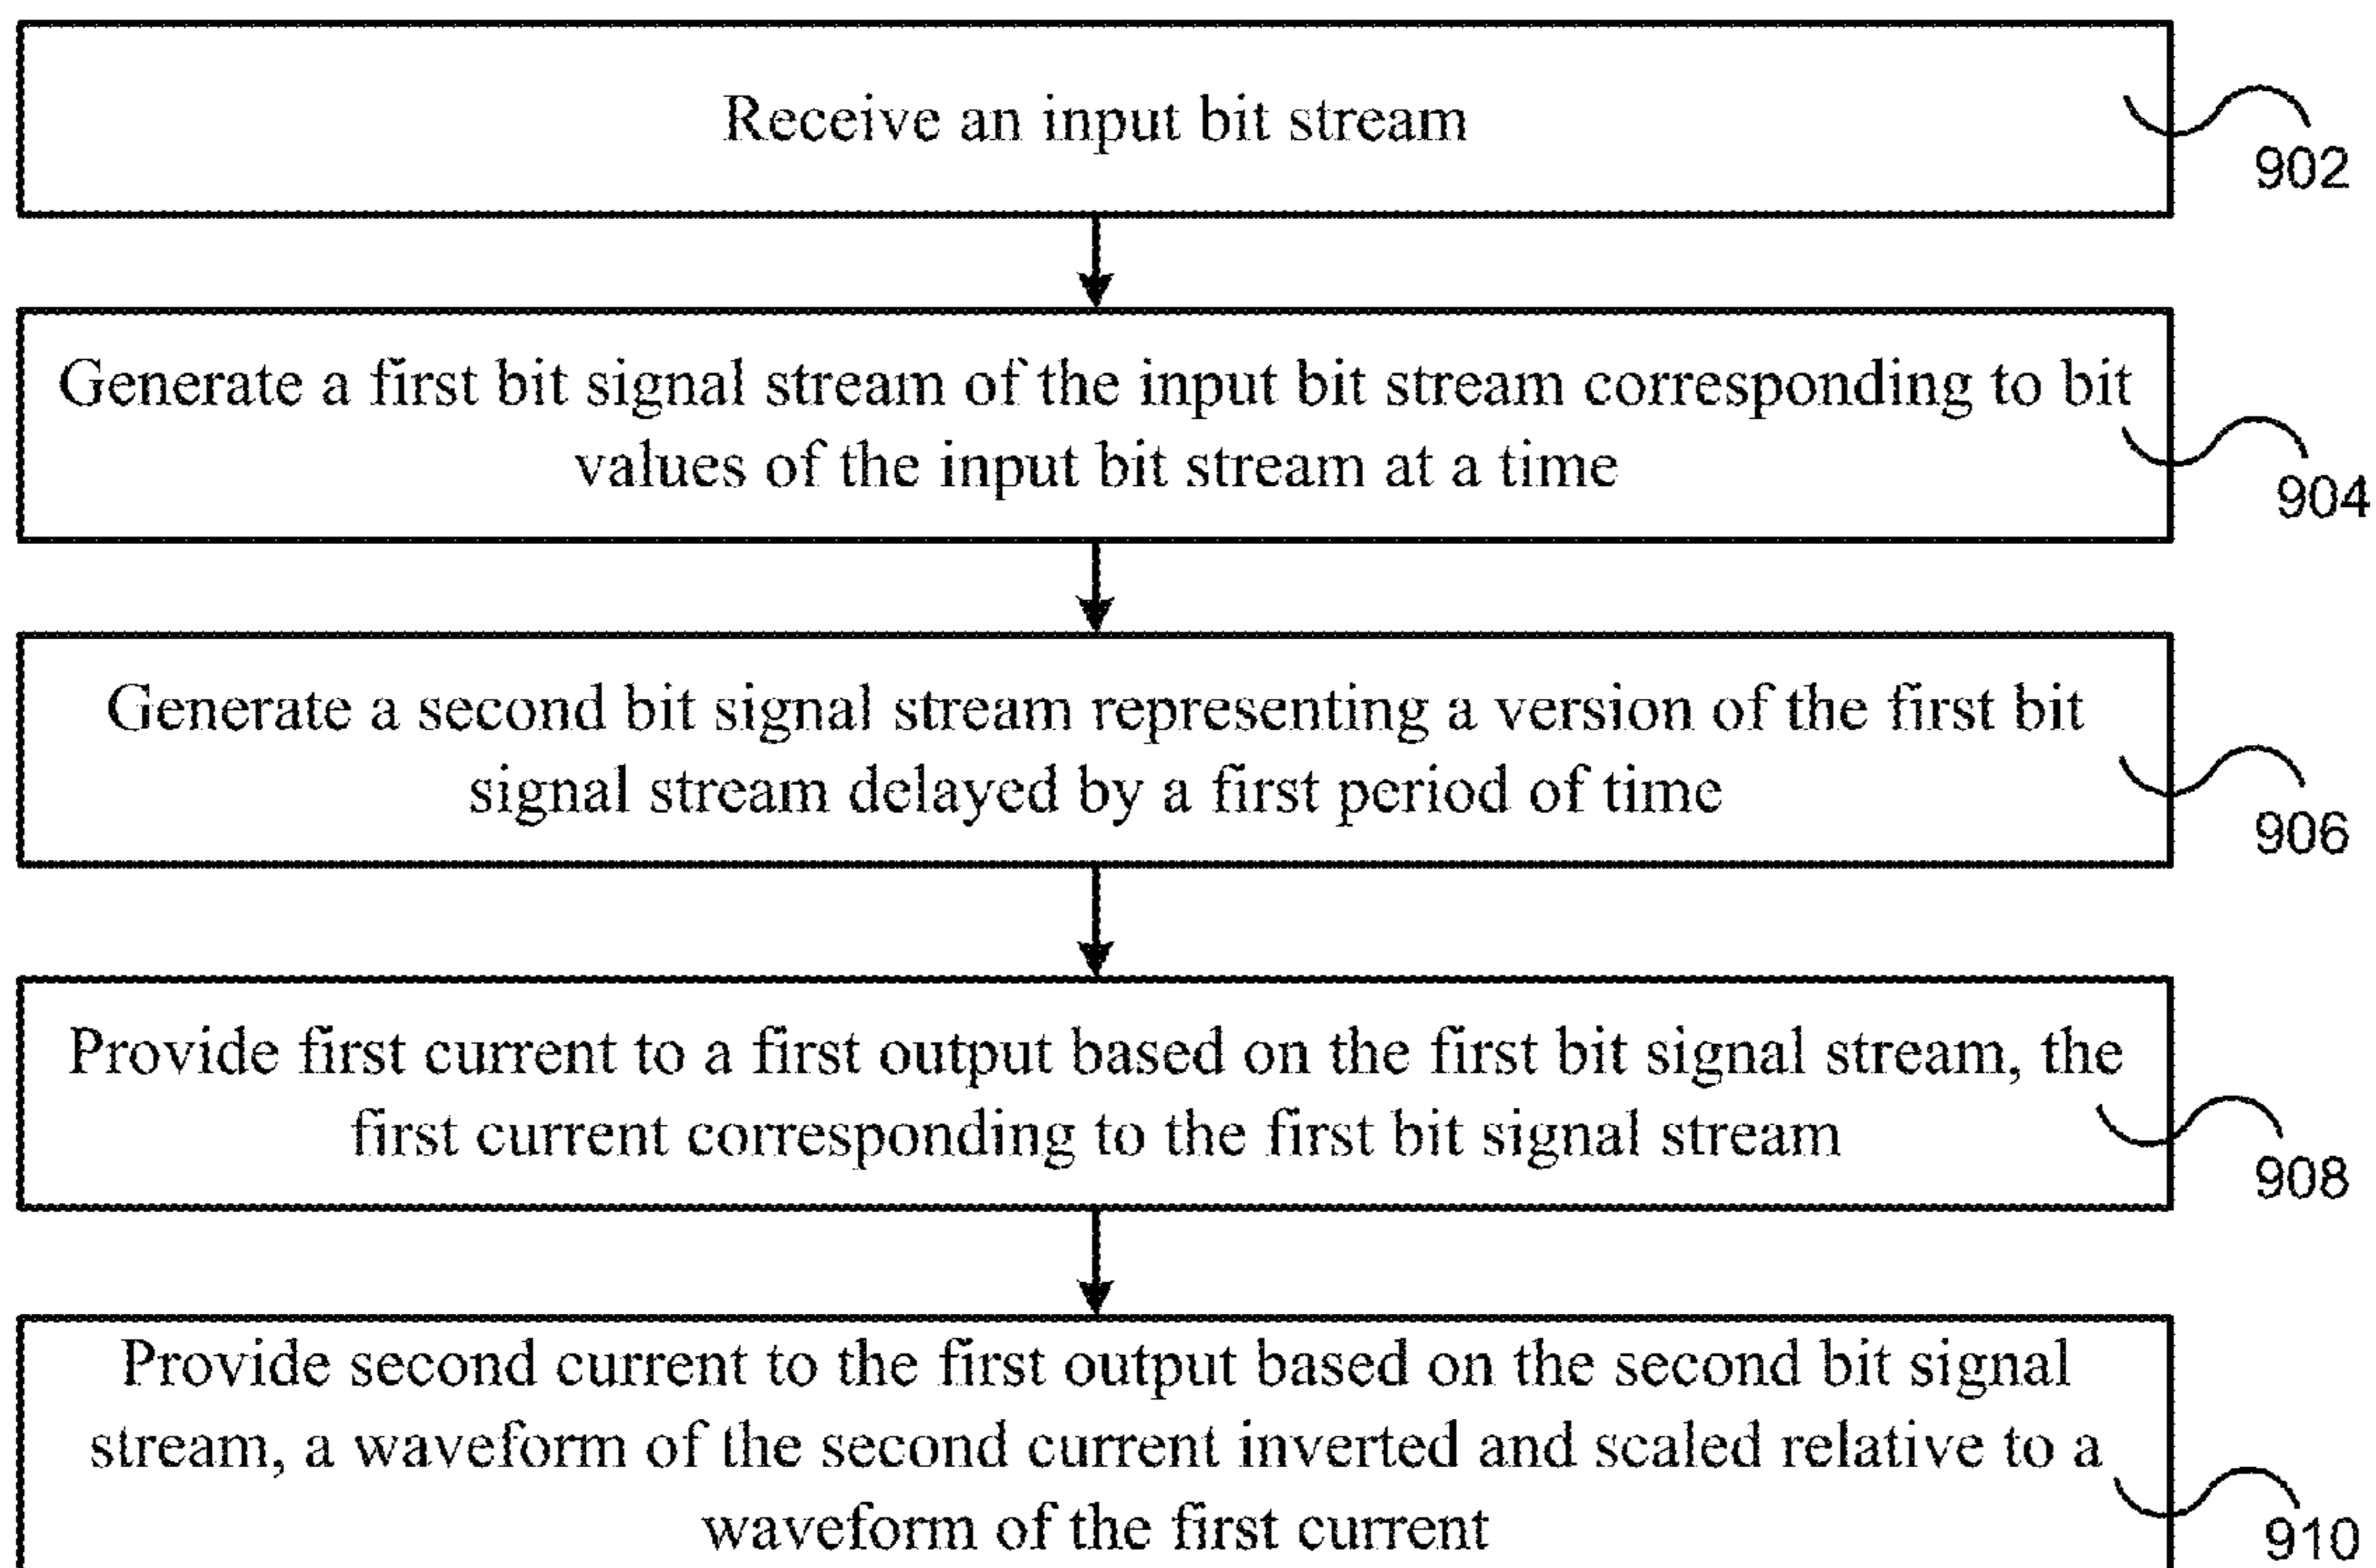 Receive an input bit stream
902
Generate a first bit signal stream of the input bit stream corresponding to bit
values of the input bit stream at a time
904
Generate a second bit signal stream representing a version of the first bit
signal stream delayed by a first period of time
906
Provide first current to a first output based on the first bit signal stream, the
first current corresponding to the first bit signal stream
908
Provide second current to the first output based on the second bit signal
stream, a waveform of the second current inverted and scaled relative to a
waveform of the first current
910